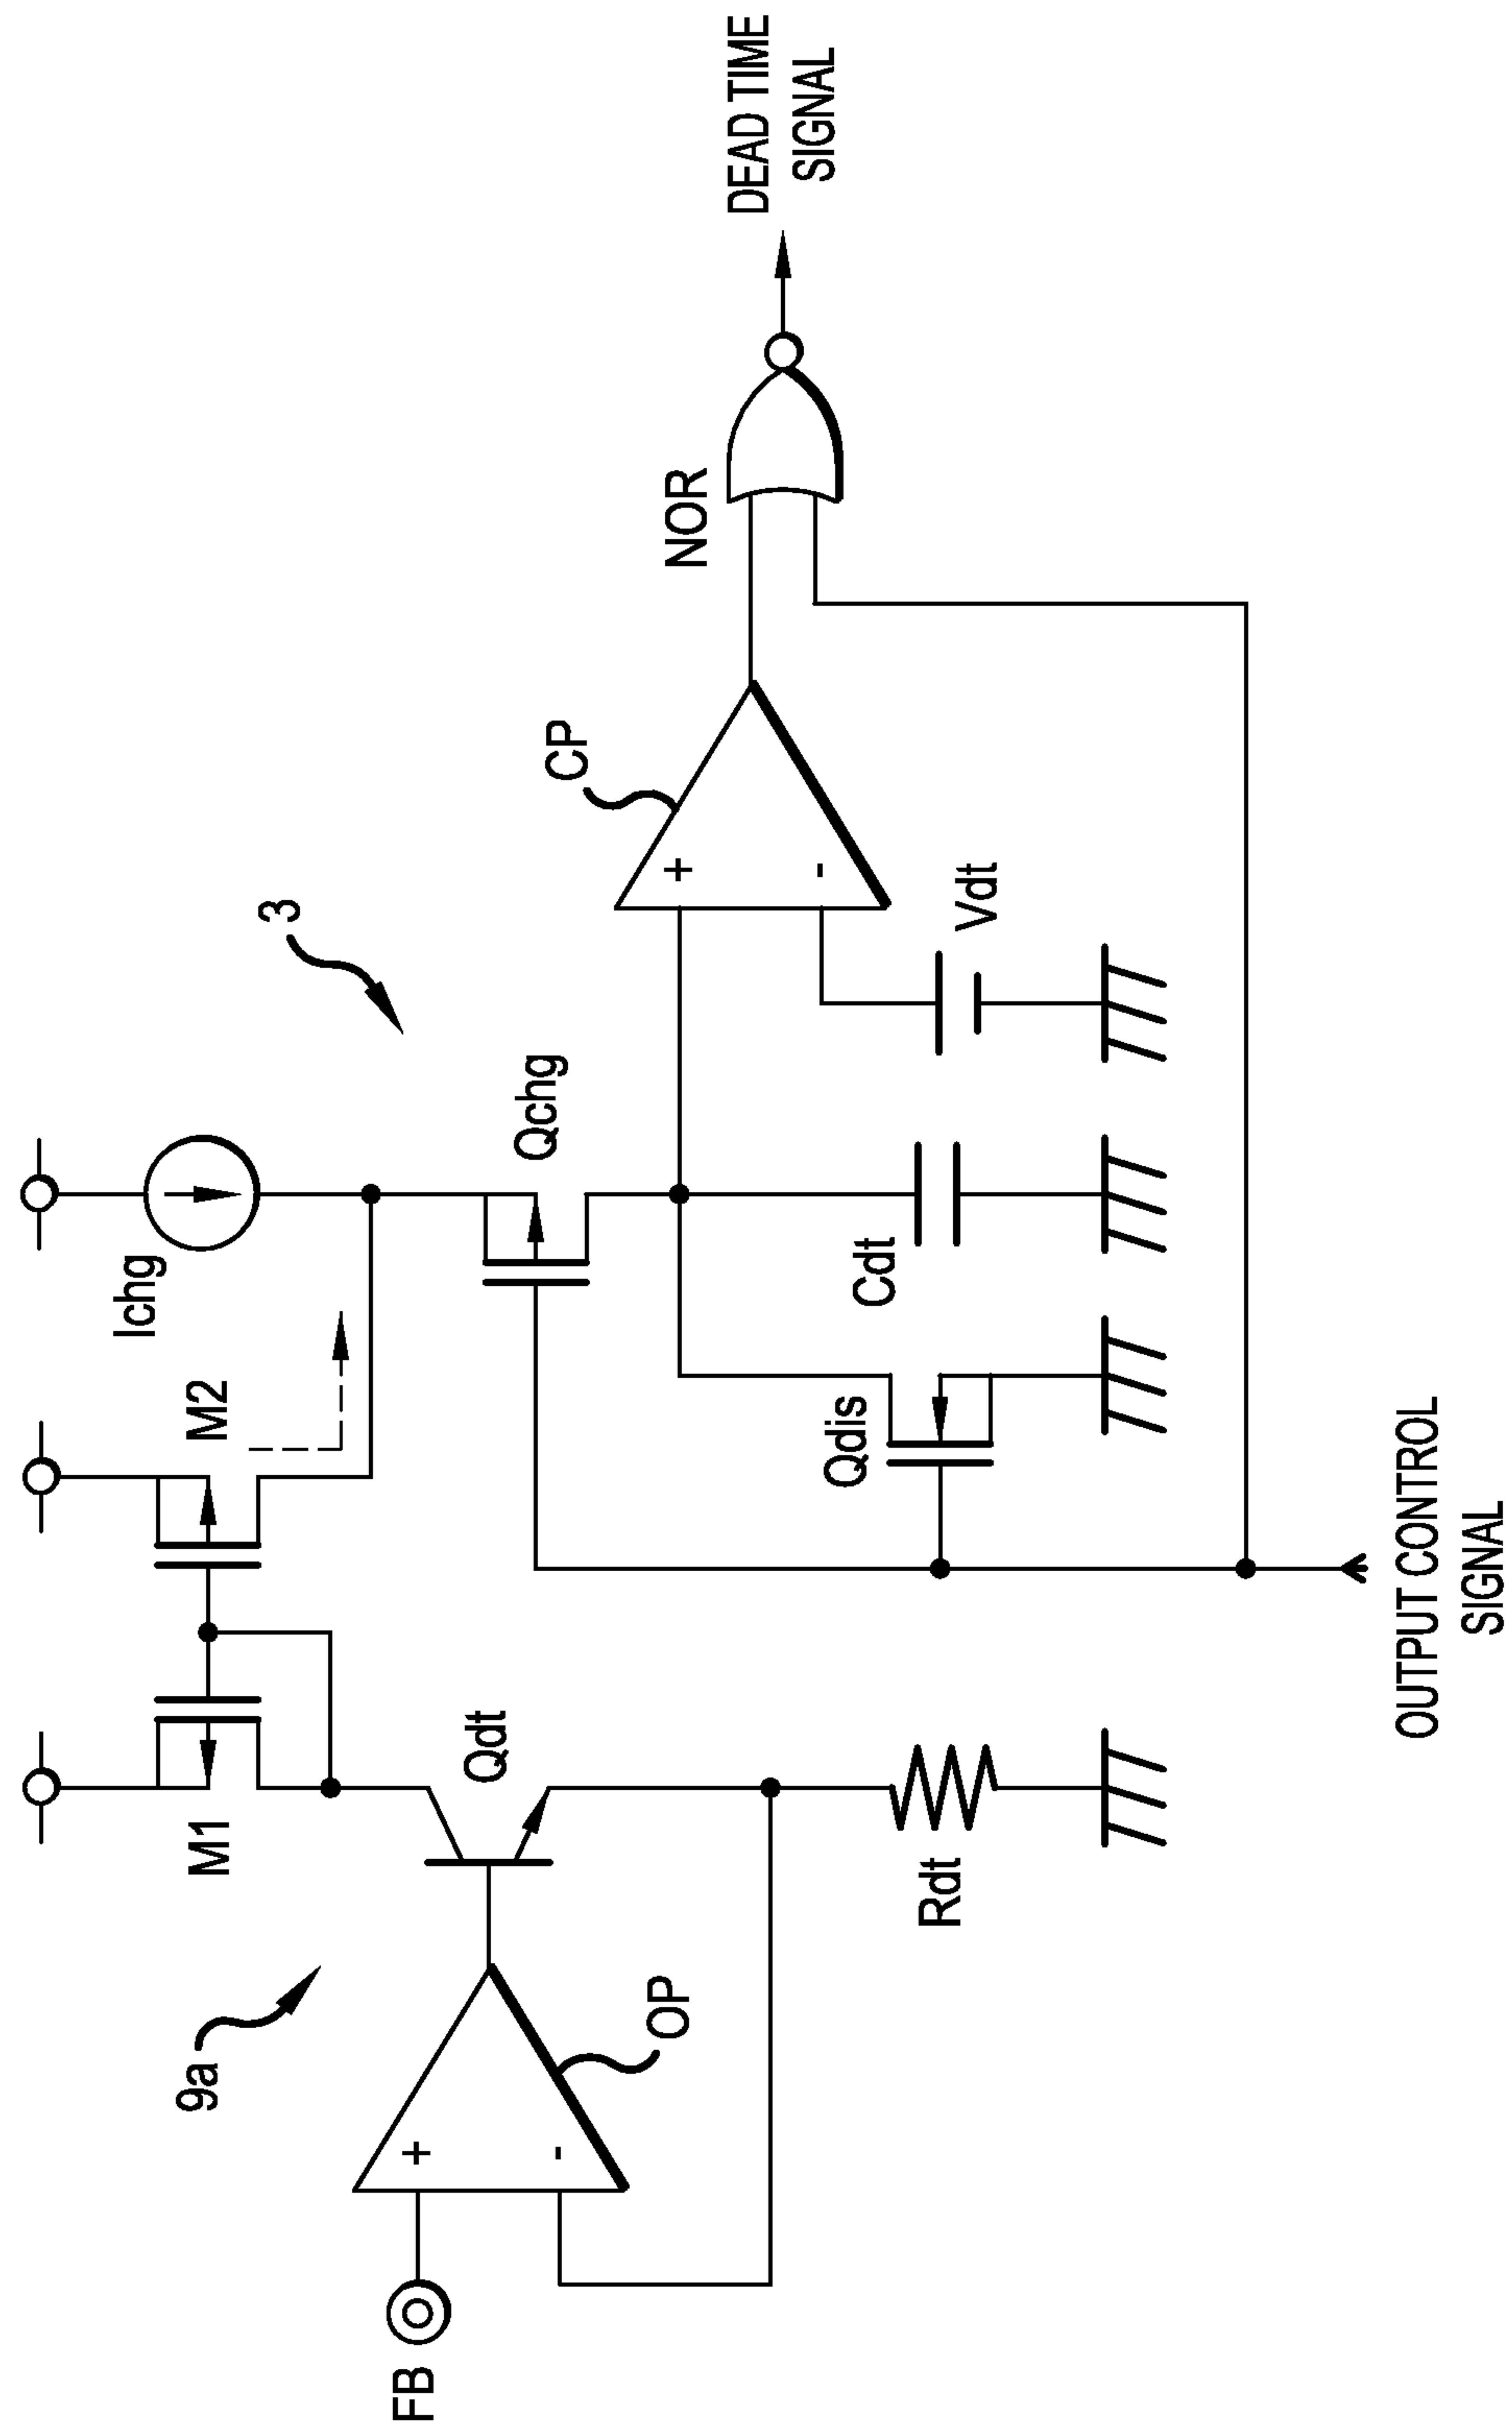 9a
M1
M2
Ichg
3
FB
+
-
OP
Qdt
Rdt
Qchg
Qdis
Cdt
Vdt
CP
+
-
NOR
DEAD TIME
SIGNAL
OUTPUT CONTROL
SIGNAL